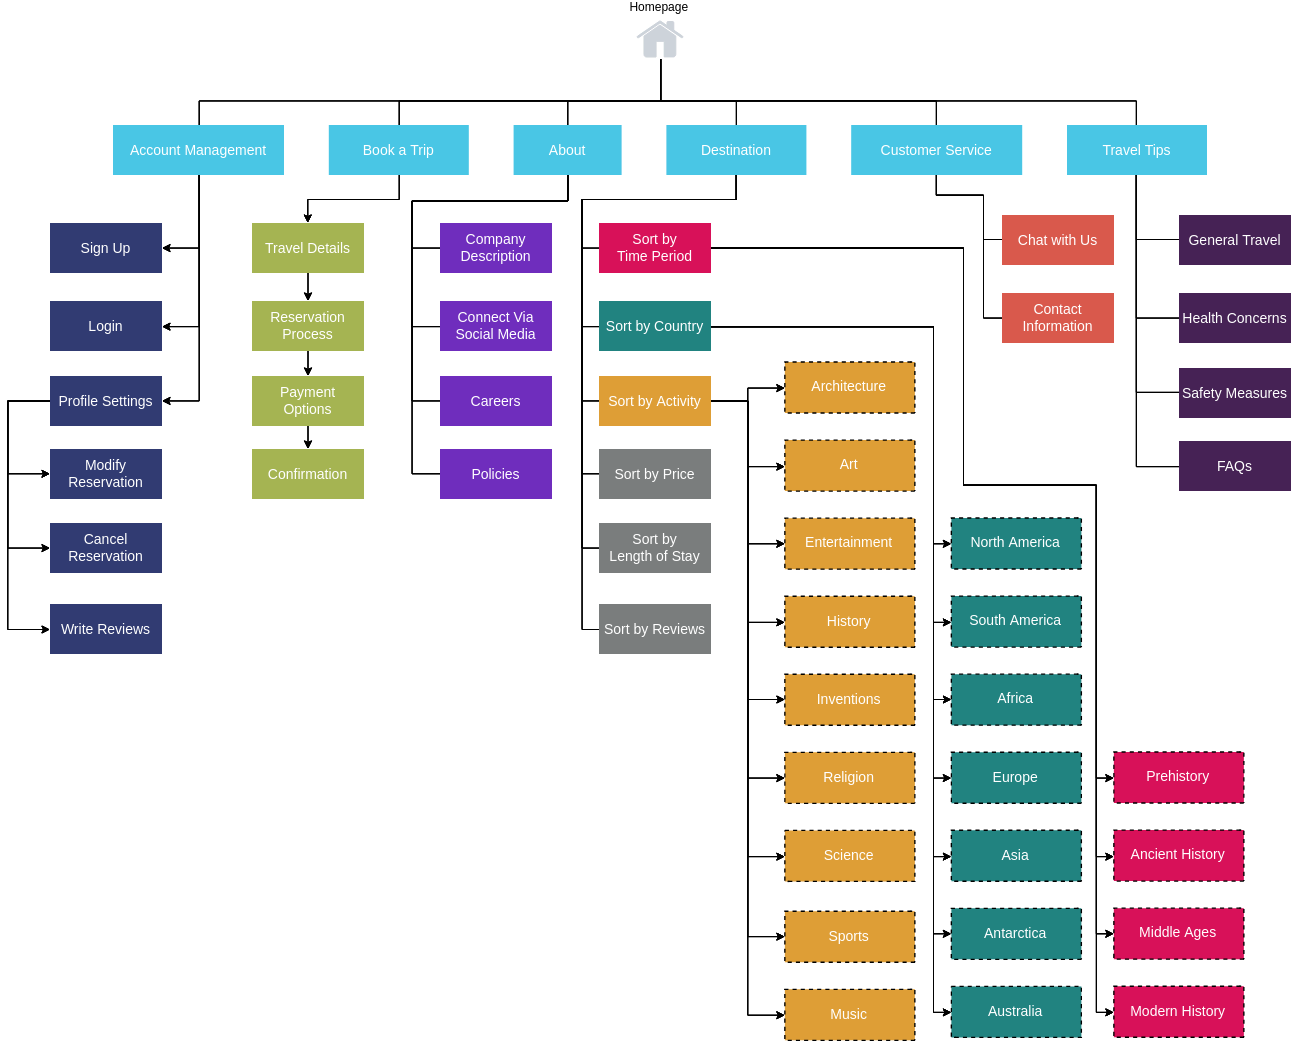 Homepage
Account Management
Book a Trip
About
Destination
Customer Service
Travel Tips
Sign Up
Login
Profile Settings
Modify
Reservation
Cancel
Reservation
Write Reviews
Travel Details
Reservation
Process
Payment
Options
Confirmation
Company
Description
Connect Via
Social Media
Careers
Policies
Sort by
Time Period
Sort by Country
Sort by Activity
Sort by Price
Sort by
Length of Stay
Sort by Reviews
Architecture
Art
Entertainment
History
Inventions
Religion
Science
Sports
Music
North America
South America
Africa
Europe
Asia
Antarctica
Australia
Prehistory
Ancient History
Middle Ages
Modern History
Chat with Us
Contact
Information
General Travel
Health Concerns
Safety Measures
FAQs